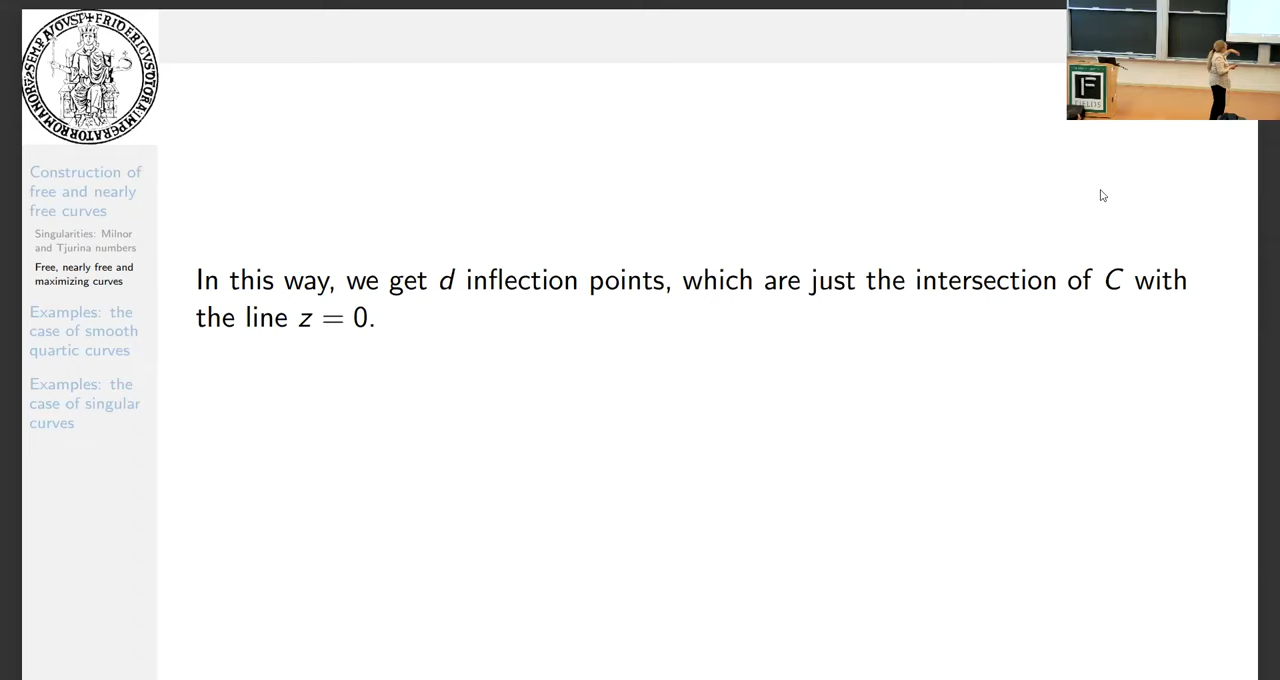 Construction of
free and nearly
free curves
Singularities: Milnor
and Tjurina numbers
Free, nearly free and
maximizing curves
Examples: the
case of smooth
quartic curves
Examples: the
case of singular
curves
In this way, we get d inflection points, which are just the intersection of C with
the line z = 0.
F
FIELDS